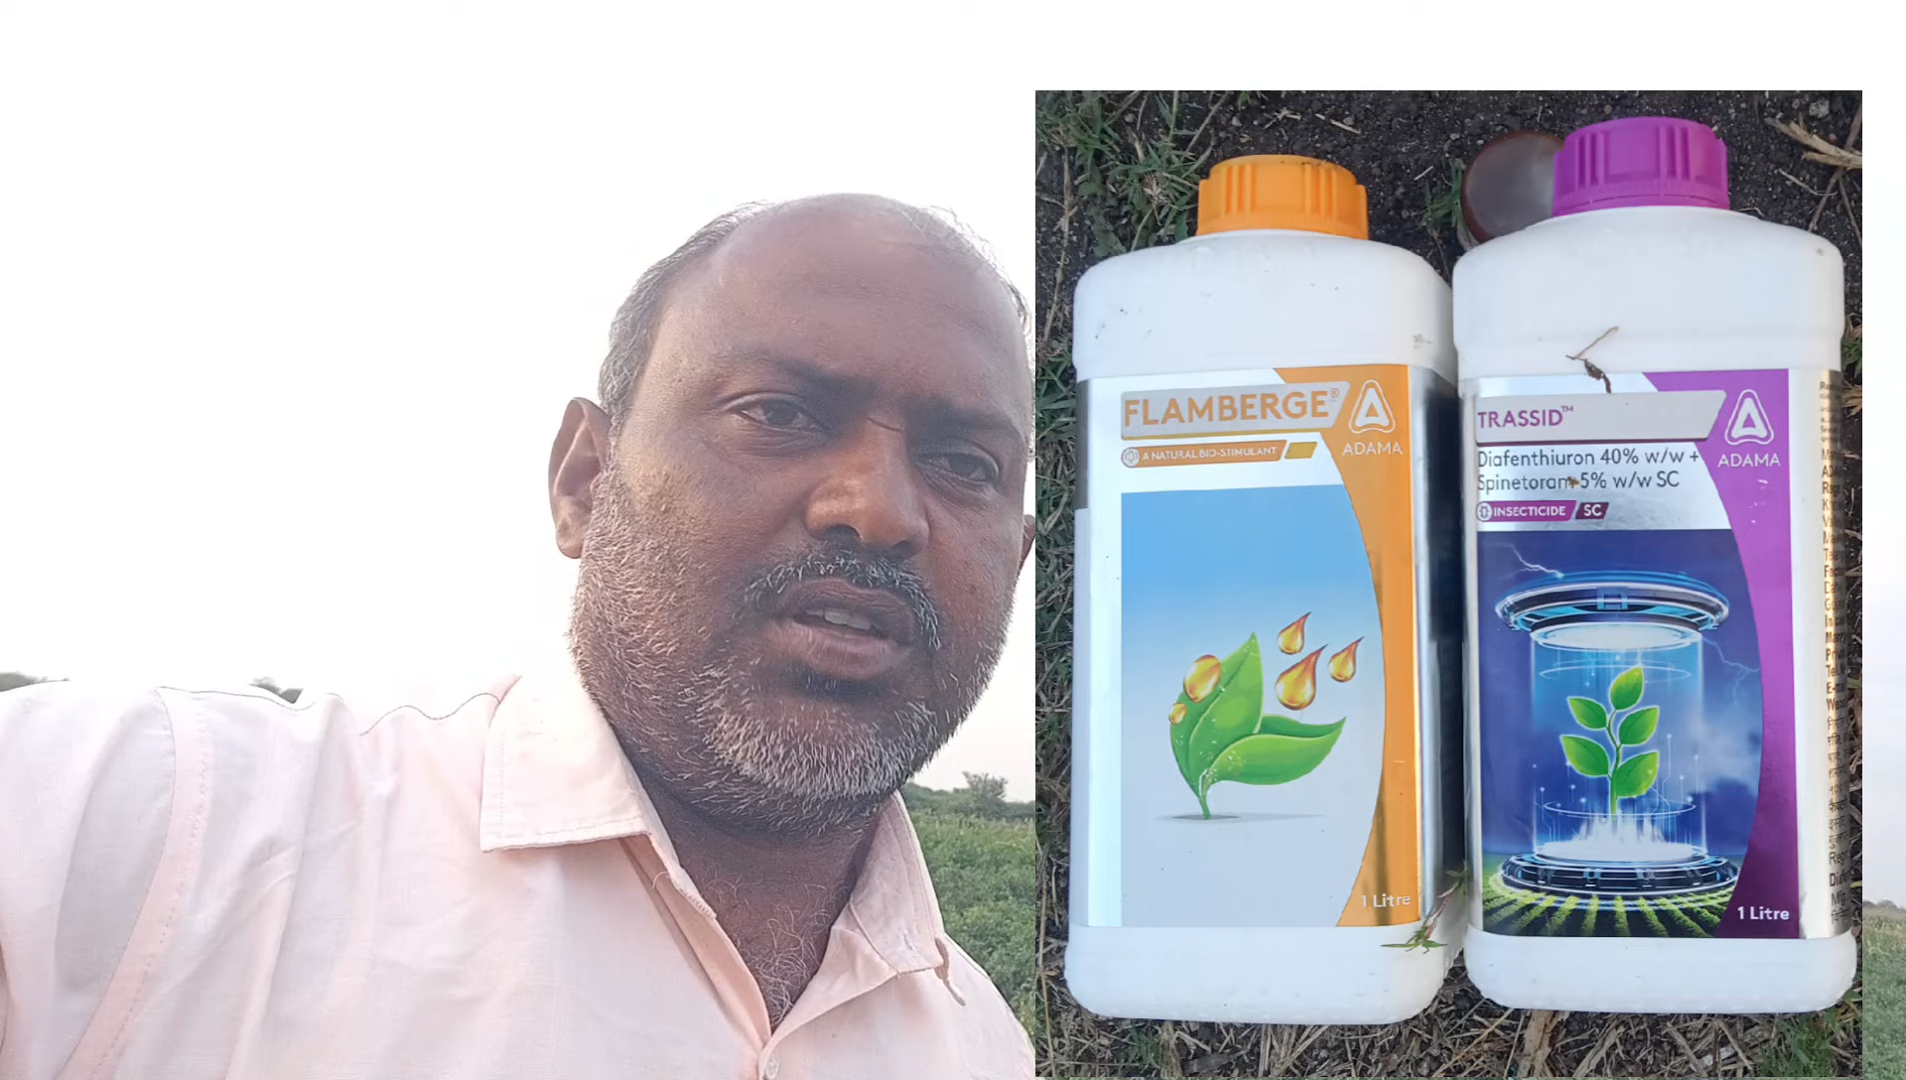 FLAMBERGE®
ADAMA
A NATURAL BIO-STIMULANT
1 Litre
TRASSID™
Diafenthiuron 40% w/w +
Spinetoram 5% w/w SC
ADAMA
INSECTICIDE SC
1 Litre